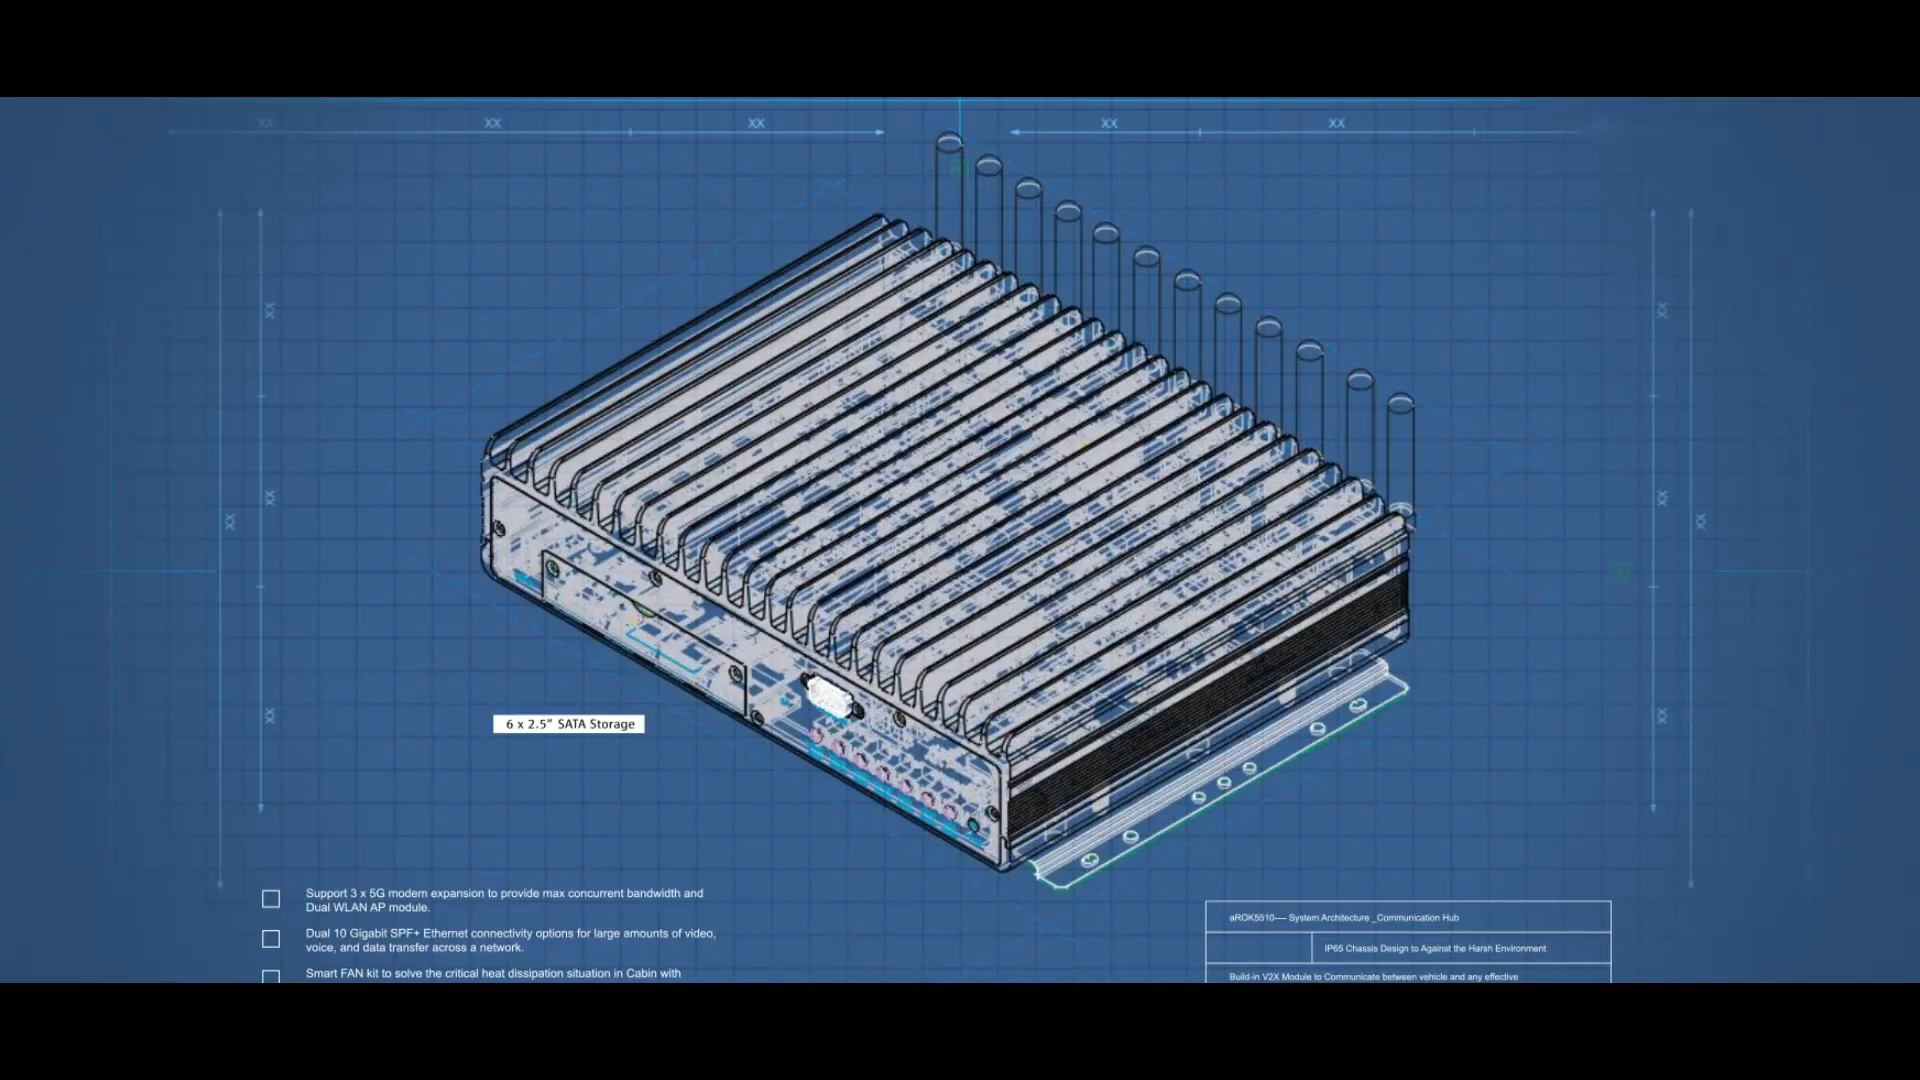 XX XX XX XX XX
XX XX
XX XX XX XX
XX XX
6 x 2.5” SATA Storage
Support 3 x 5G modem expansion to provide max concurrent bandwidth and
Dual WLAN AP module.
Dual 10 Gigabit SPF+ Ethernet connectivity options for large amounts of video,
voice, and data transfer across a network.
Smart FAN kit to solve the critical heat dissipation situation in Cabin with
aROK5510---- System Architecture _Communication Hub
IP65 Chassis Design to Against the Harsh Environment
Build-in V2X Module to Communicate between vehicle and any effective